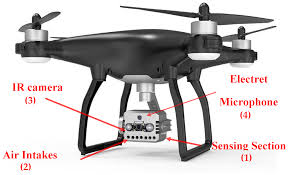 Electret
IR camera
(3)
Microphone
(4)
Air Intakes
(2)
Sensing Section
(1)